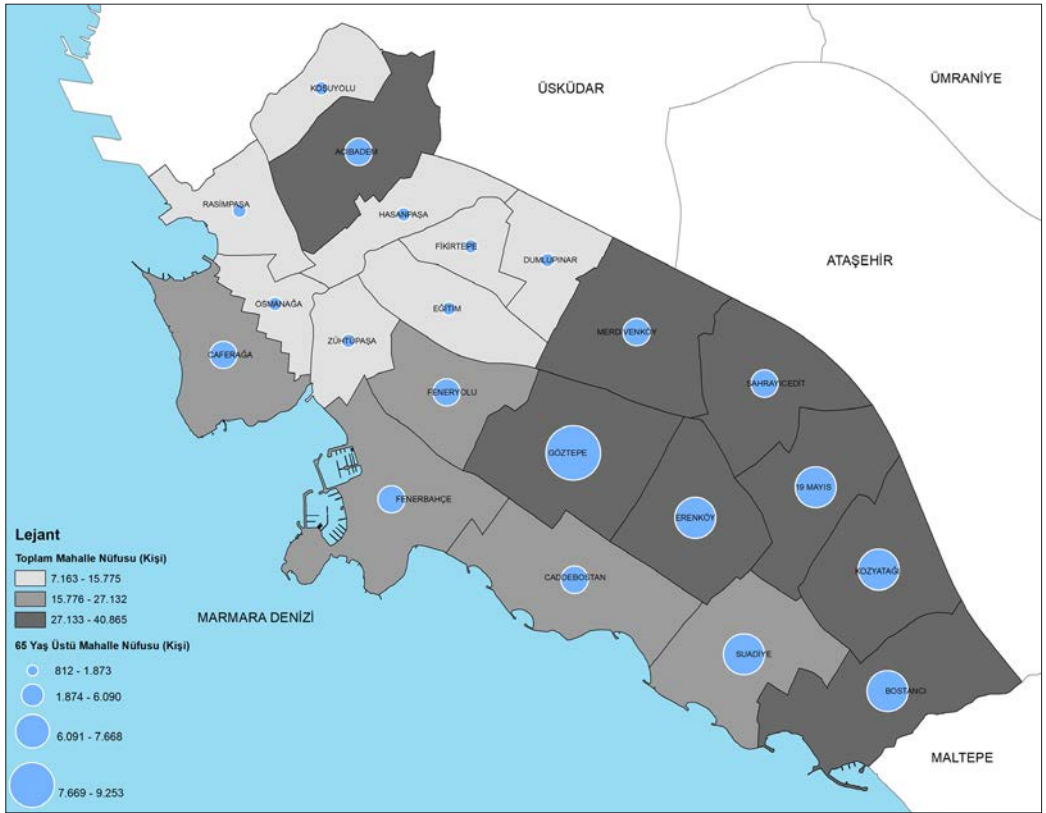 ÜMRANİYE
ÜSKÜDAR
KOŞUYOLU
ACIBADEM
RASİMPAŞA
HASANPAŞA
FİKİRTEPE
DUMLUPINAR
ATAŞEHİR
OSMANAĞA
EĞİTİM
MERD VENKÖY
ZÜHTÜPAŞA
CAFERAĞA
SAHRAYICEDİT
FENERYOLU
GÖZTEPE
19 MAYIS
FENERBAHÇE
ERENKÖY
KOZYATAĞI
CADDEBOSTAN
MARMARA DENİZİ
SUADİYE
BOSTANCI
MALTEPE
Lejant
Toplam Mahalle Nüfusu (Kişi)
7.163 - 15.775
15.776 - 27.132
27.133 - 40.865
65 Yaş Üstü Mahalle Nüfusu (Kişi)
812 - 1.873
1.874 - 6.090
6.091 - 7.668
7.669 - 9.253